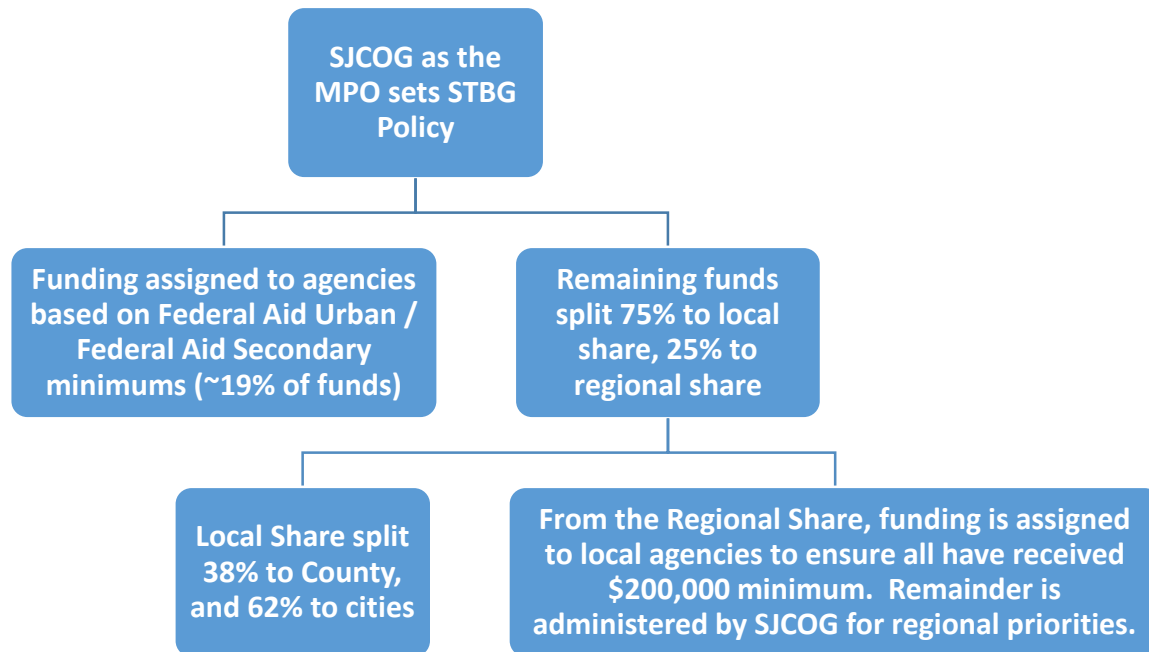 SJCOG as the
MPO sets STBG
Policy
Funding assigned to agencies
based on Federal Aid Urban /
Federal Aid Secondary
minimums (~19% of funds)
Remaining funds
split 75% to local
share, 25% to
regional share
Local Share split
38% to County,
and 62% to cities
From the Regional Share, funding is assigned
to local agencies to ensure all have received
$200,000 minimum.  Remainder is
administered by SJCOG for regional priorities.